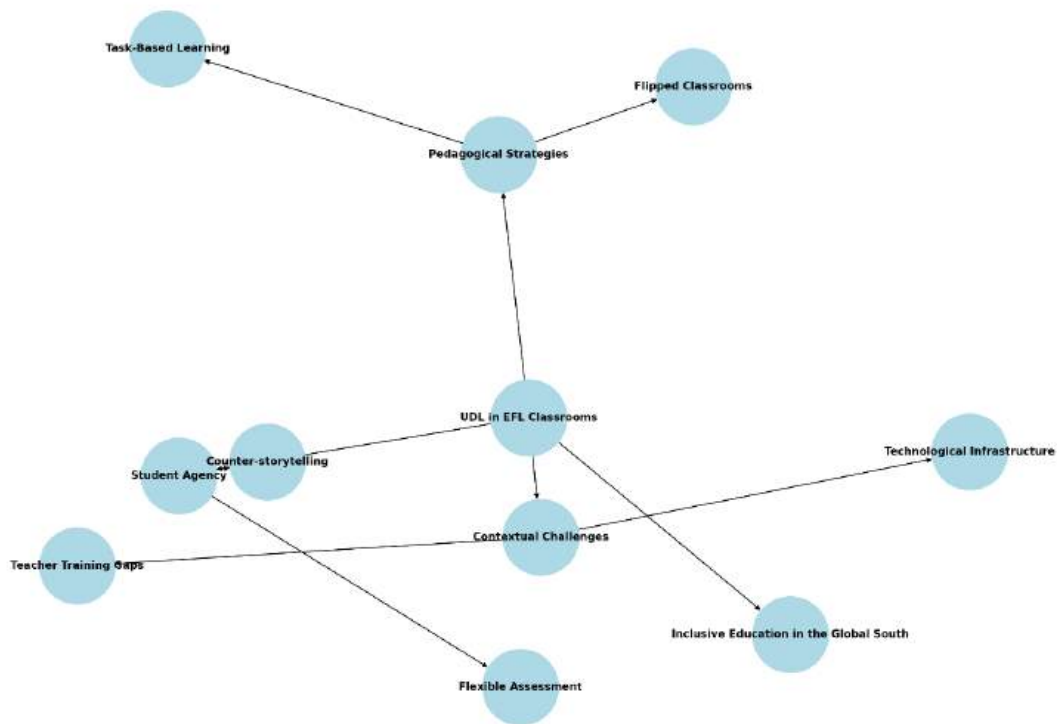 Task-Based Learning
Flipped Classrooms
Pedagogical Strategies
UDL in EFL Classrooms
Technological Infrastructure
Counter-storytelling
Student Agency
Contextual Challenges
Teacher Training Gaps
Inclusive Education in the Global South
Flexible Assessment